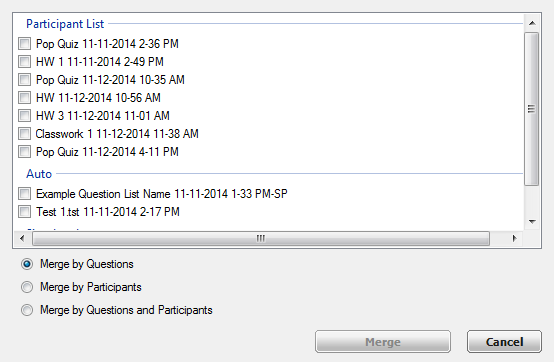 Participant List
Pop Quiz 11-11-2014 2-36 PM
HW 1 11-11-2014 2-49 PM
Pop Quiz 11-12-2014 10-35 AM
HW 11-12-2014 10-56 AM
HW 3 11-12-2014 11-01 AM
Classwork 1 11-12-2014 11-38 AM
Pop Quiz 11-12-2014 4-11 PM
Auto
Example Question List Name 11-11-2014 1-33 PM-SP
Test 1.tst 11-11-2014 2-17 PM
Merge by Questions
Merge by Participants
Merge by Questions and Participants
Merge Cancel